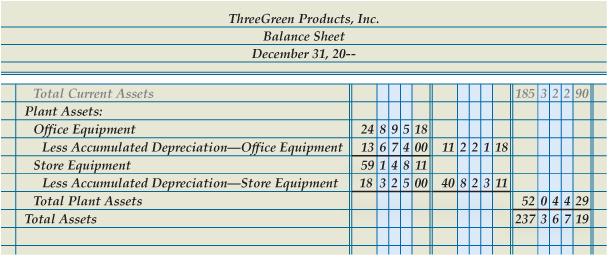 ThreeGreen Products, Inc.
Balance Sheet
December 31, 20--
Total Current Assets 185 3 2 2 90
Plant Assets:
Office Equipment 24 8 9 5 18
Less Accumulated Depreciation—Office Equipment 13 6 7 4 00 11 2 2 1 18
Store Equipment 59 1 4 8 11
Less Accumulated Depreciation—Store Equipment 18 3 2 5 00 40 8 2 3 11
Total Plant Assets 52 0 4 4 29
Total Assets 237 3 6 7 19